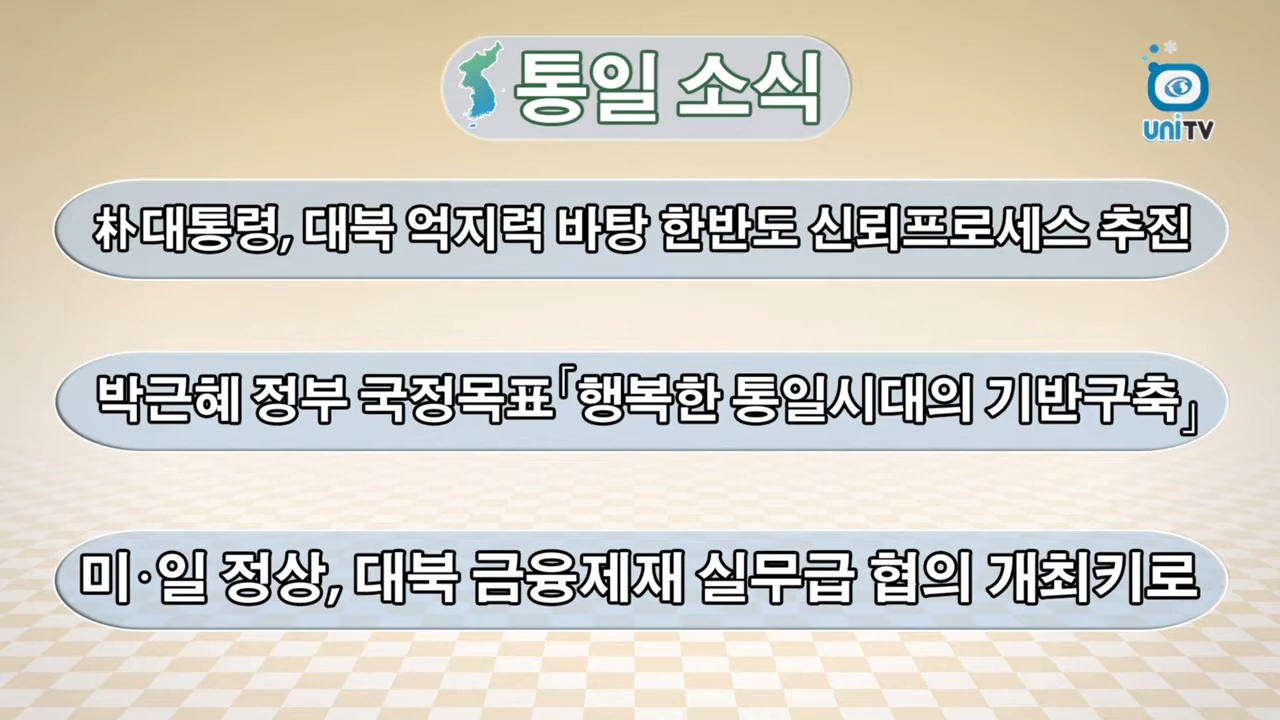 통일 소식
uniTV
朴대통령, 대북 억지력 바탕 한반도 신뢰프로세스 추진
박근혜 정부 국정목표「행복한 통일시대의 기반구축」
미·일 정상, 대북 금융제재 실무급 협의 개최키로